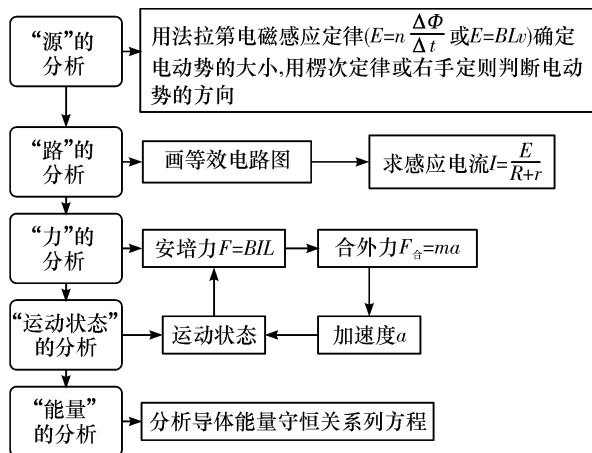 “源”的
分析
用法拉第电磁感应定律(E=n ΔΦ/Δt 或E=BLv)确定
电动势的大小,用楞次定律或右手定则判断电动
势的方向
“路”的
分析
画等效电路图
求感应电流I=E/(R+r)
“力”的
分析
安培力F=BIL
合外力F合=ma
“运动状态”
的分析
运动状态
加速度a
“能量”
的分析
分析导体能量守恒关系列方程